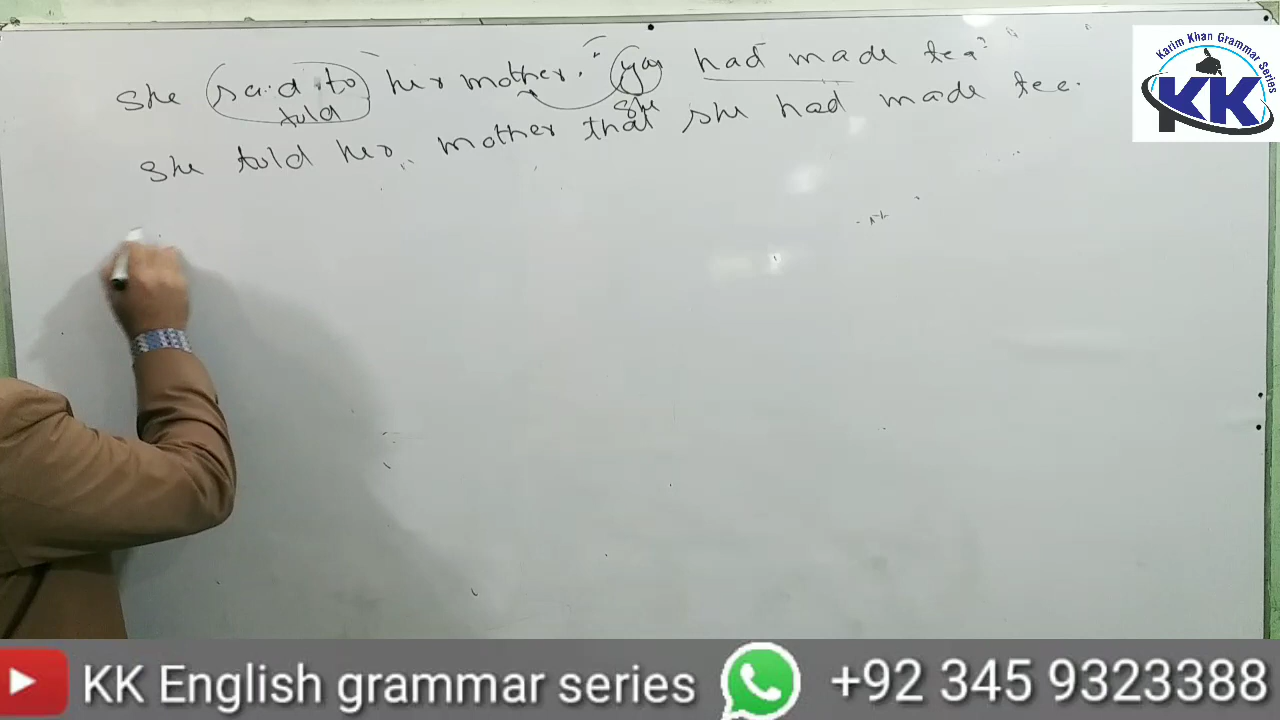 She said to her mother, "you had made tea"
told she
She told her mother that she had made tea.
Karim Khan Grammar Series
KK
KK English grammar series +92 345 9323388